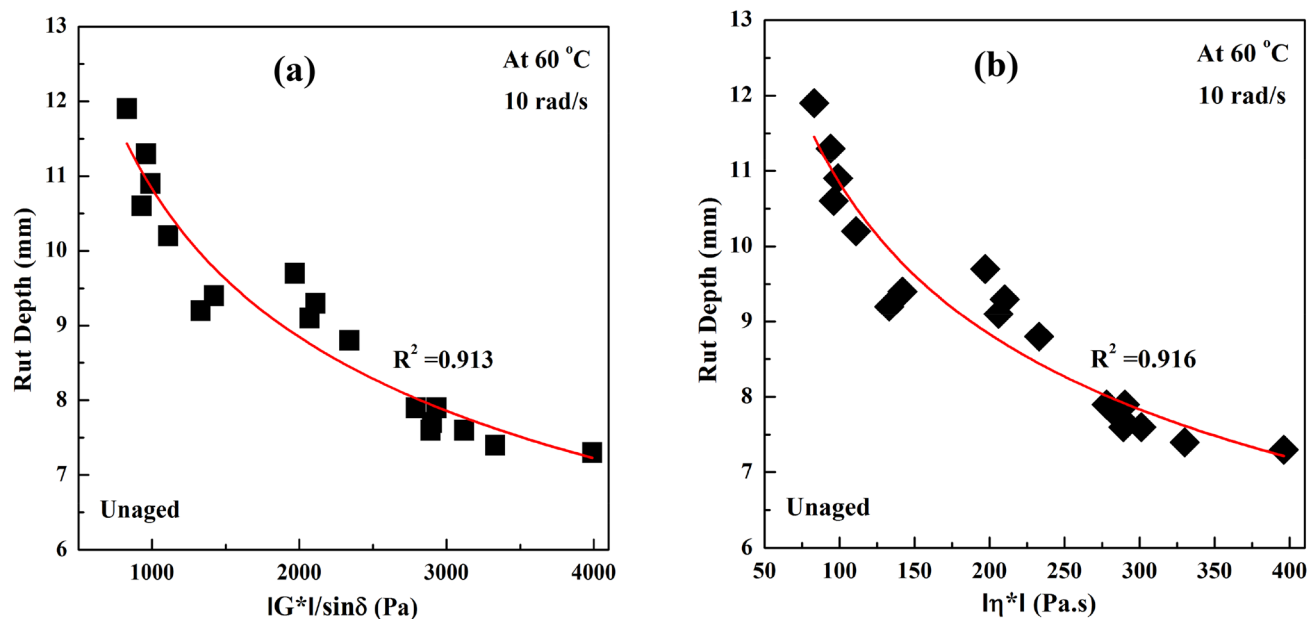 (a)
At 60 °C
10 rad/s
R² =0.913
Unaged
Rut Depth (mm)
13
12
11
10
9
8
7
6
1000
2000
3000
4000
|G*|/sinδ (Pa)
(b)
At 60 °C
10 rad/s
R² =0.916
Unaged
Rut Depth (mm)
13
12
11
10
9
8
7
6
50
100
150
200
250
300
350
400
|η*| (Pa.s)